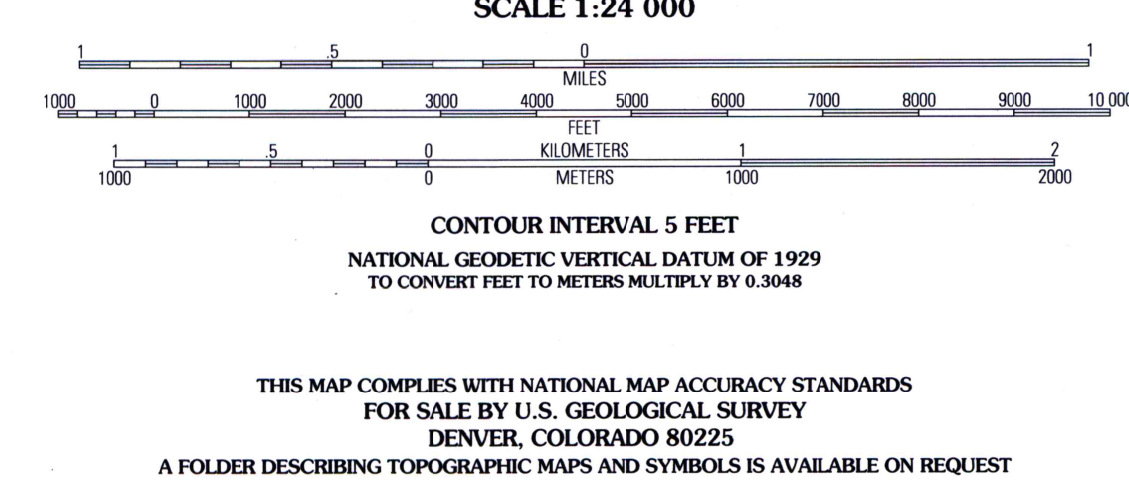 SCALE 1:24 000
1 .5 0 1
MILES
1000 0 1000 2000 3000 4000 5000 6000 7000 8000 9000 10 000
FEET
1 .5 0 KILOMETERS 1 2
1000 0 METERS 1000 2000
CONTOUR INTERVAL 5 FEET
NATIONAL GEODETIC VERTICAL DATUM OF 1929
TO CONVERT FEET TO METERS MULTIPLY BY 0.3048
THIS MAP COMPLIES WITH NATIONAL MAP ACCURACY STANDARDS
FOR SALE BY U.S. GEOLOGICAL SURVEY
DENVER, COLORADO 80225
A FOLDER DESCRIBING TOPOGRAPHIC MAPS AND SYMBOLS IS AVAILABLE ON REQUEST